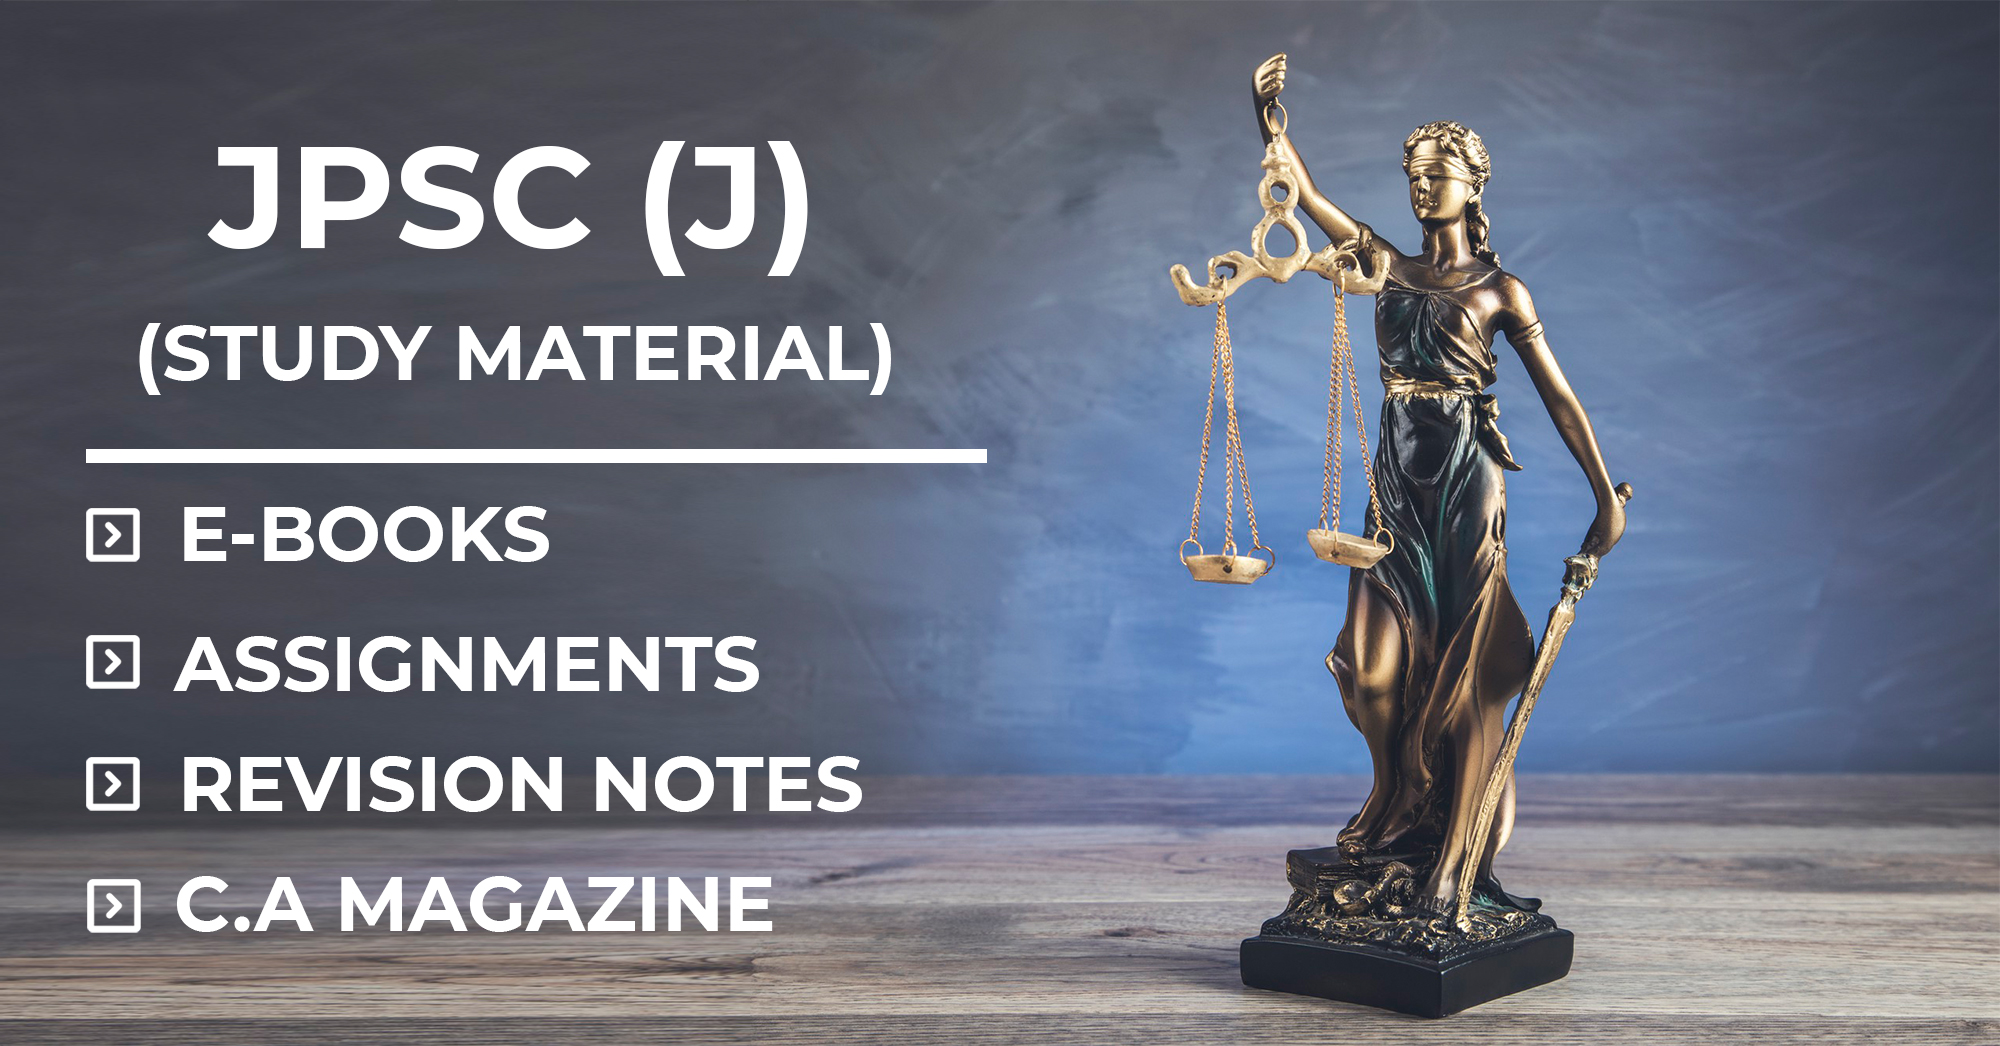 JPSC (J)
(STUDY MATERIAL)
E-BOOKS
ASSIGNMENTS
REVISION NOTES
C.A MAGAZINE